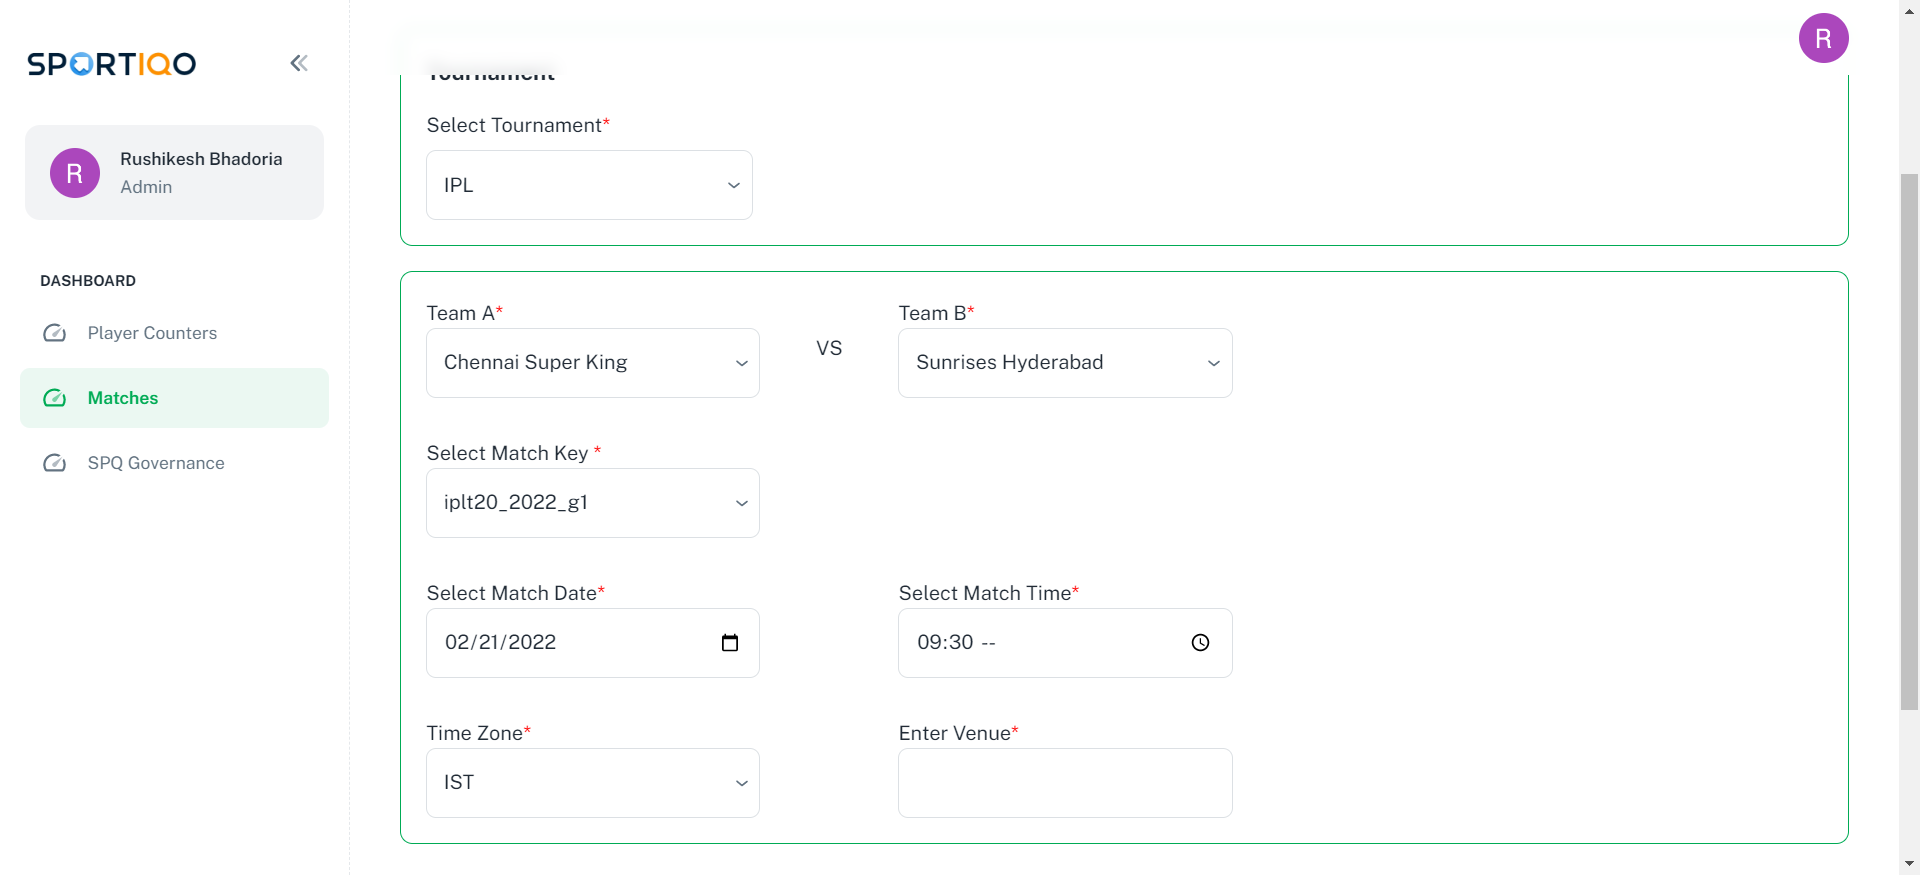 SPORTIQO
R
Rushikesh Bhadoria
Admin
DASHBOARD
Player Counters
Matches
SPQ Governance
R
Tournament
Select Tournament*
IPL
Team A*
Chennai Super King
VS
Team B*
Sunrises Hyderabad
Select Match Key *
iplt20_2022_g1
Select Match Date*
02/21/2022
Select Match Time*
09:30 --
Time Zone*
IST
Enter Venue*